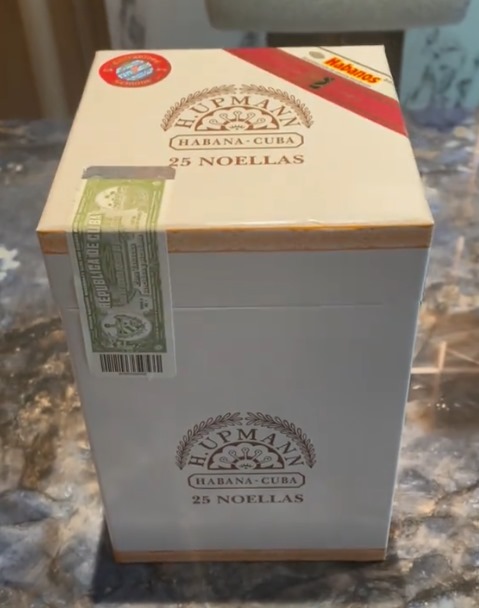 Habanos
H. UPMANN
HABANA · CUBA
25 NOELLAS
REPUBLICA DE CUBA
H. UPMANN
HABANA · CUBA
25 NOELLAS